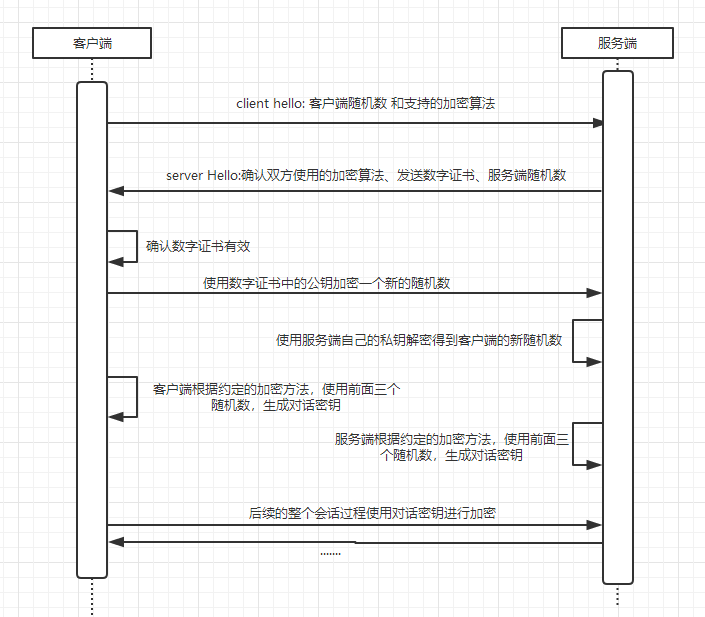 客户端
服务端
client hello: 客户端随机数 和支持的加密算法
server Hello:确认双方使用的加密算法、发送数字证书、服务端随机数
确认数字证书有效
使用数字证书中的公钥加密一个新的随机数
使用服务端自己的私钥解密得到客户端的新随机数
客户端根据约定的加密方法，使用前面三个
随机数，生成对话密钥
服务端根据约定的加密方法，使用前面三
个随机数，生成对话密钥
后续的整个会话过程使用对话密钥进行加密
.......